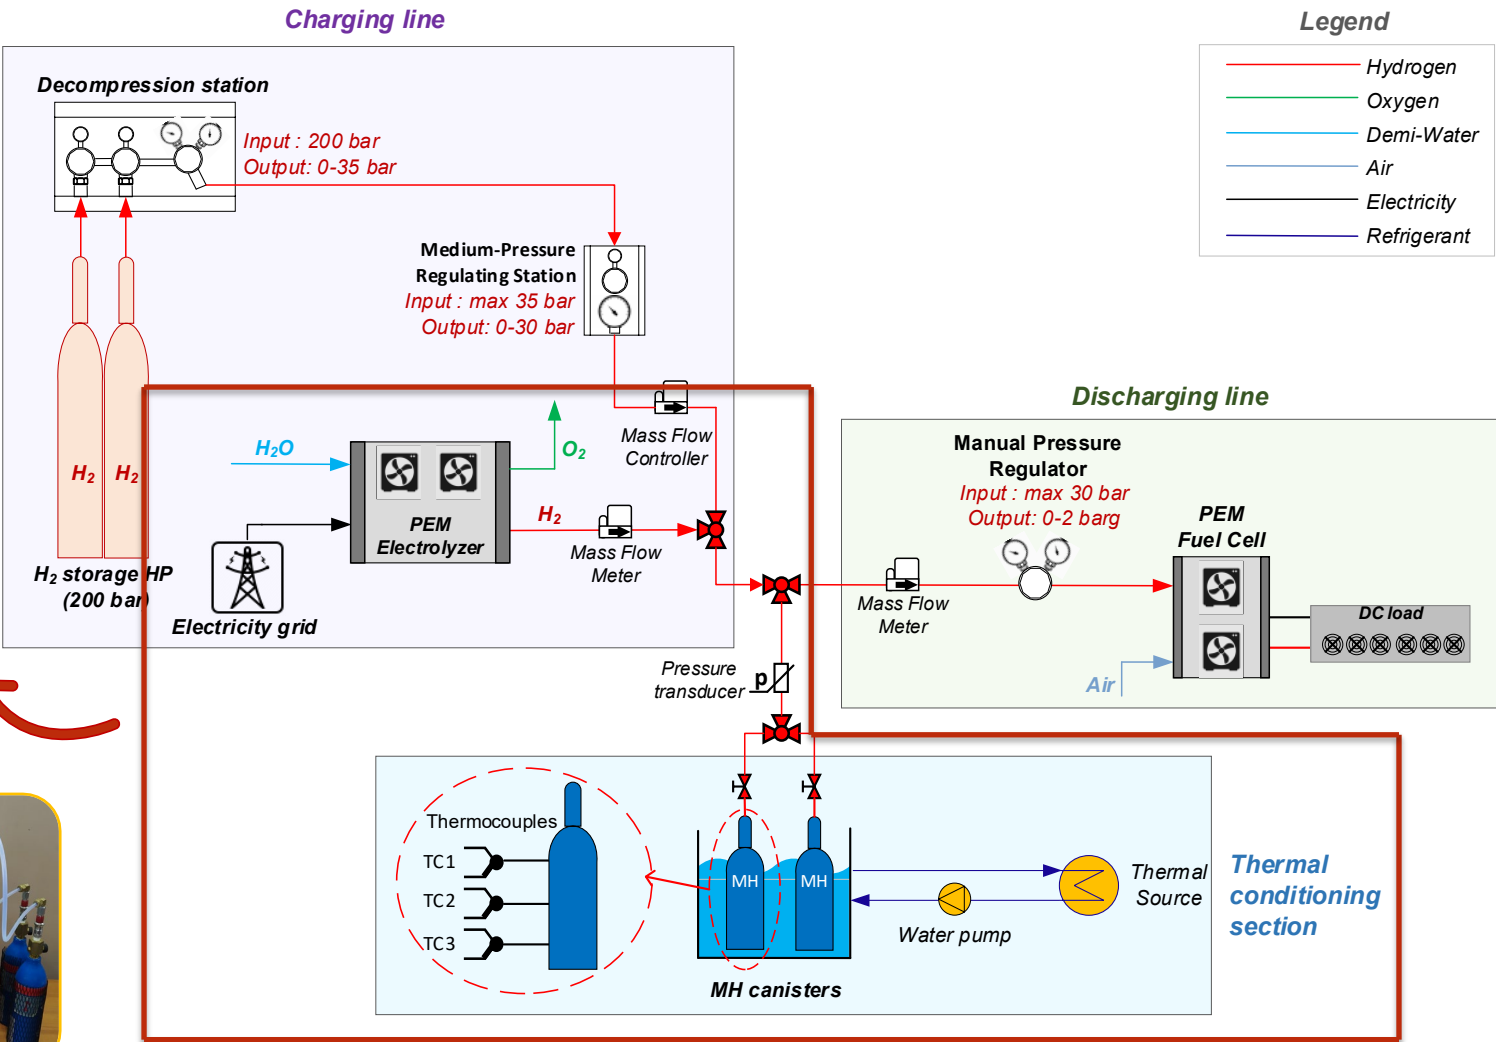 Charging line
Legend
Hydrogen
Oxygen
Demi-Water
Air
Electricity
Refrigerant
Decompression station
Input : 200 bar
Output: 0-35 bar
Medium-Pressure
Regulating Station
Input : max 35 bar
Output: 0-30 bar
H2 H2
H2 storage HP
(200 bar)
H2O
O2
Mass Flow
Controller
PEM
Electrolyzer
H2
Mass Flow
Meter
Electricity grid
Discharging line
Manual Pressure
Regulator
Input : max 30 bar
Output: 0-2 barg
PEM
Fuel Cell
Mass Flow
Meter
DC load
Air
Pressure
transducer
p
Thermocouples
TC1
TC2
TC3
MH MH
MH canisters
Water pump
Thermal
Source
Thermal
conditioning
section